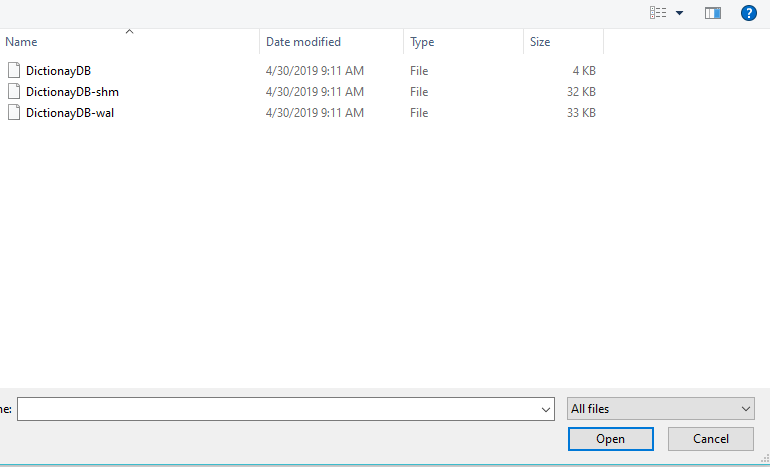 ?
Name Date modified Type Size
DictionayDB 4/30/2019 9:11 AM File 4 KB
DictionayDB-shm 4/30/2019 9:11 AM File 32 KB
DictionayDB-wal 4/30/2019 9:11 AM File 33 KB
ne: All files
Open Cancel